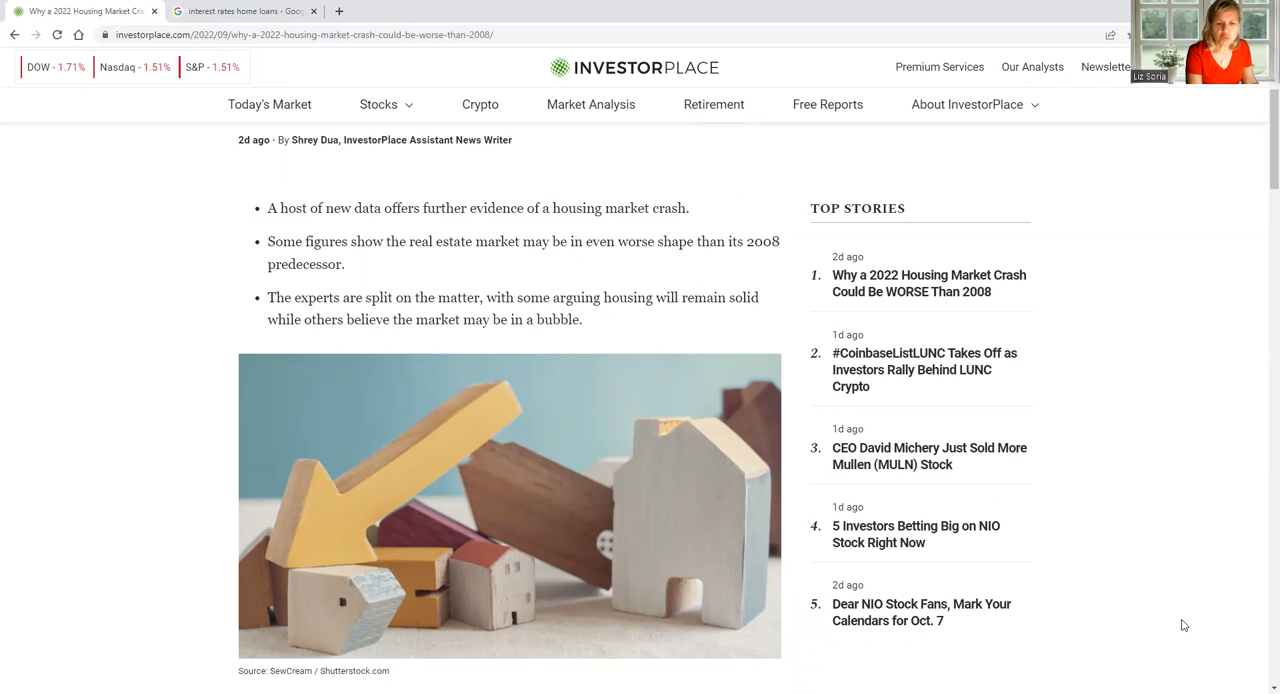 Why a 2022 Housing Market Cra
interest rates home loans - Goo
investorplace.com/2022/09/why-a-2022-housing-market-crash-could-be-worse-than-2008/
Liz Soria
DOW - 1.71% Nasdaq - 1.51% S&P - 1.51%
INVESTORPLACE
Premium Services Our Analysts Newslette
Today's Market Stocks Crypto Market Analysis Retirement Free Reports About InvestorPlace
2d ago · By Shrey Dua, InvestorPlace Assistant News Writer
• A host of new data offers further evidence of a housing market crash.
• Some figures show the real estate market may be in even worse shape than its 2008
predecessor.
• The experts are split on the matter, with some arguing housing will remain solid
while others believe the market may be in a bubble.
Source: SewCream / Shutterstock.com
TOP STORIES
2d ago
1. Why a 2022 Housing Market Crash
Could Be WORSE Than 2008
1d ago
2. #CoinbaseListLUNC Takes Off as
Investors Rally Behind LUNC
Crypto
1d ago
3. CEO David Michery Just Sold More
Mullen (MULN) Stock
1d ago
4. 5 Investors Betting Big on NIO
Stock Right Now
2d ago
5. Dear NIO Stock Fans, Mark Your
Calendars for Oct. 7